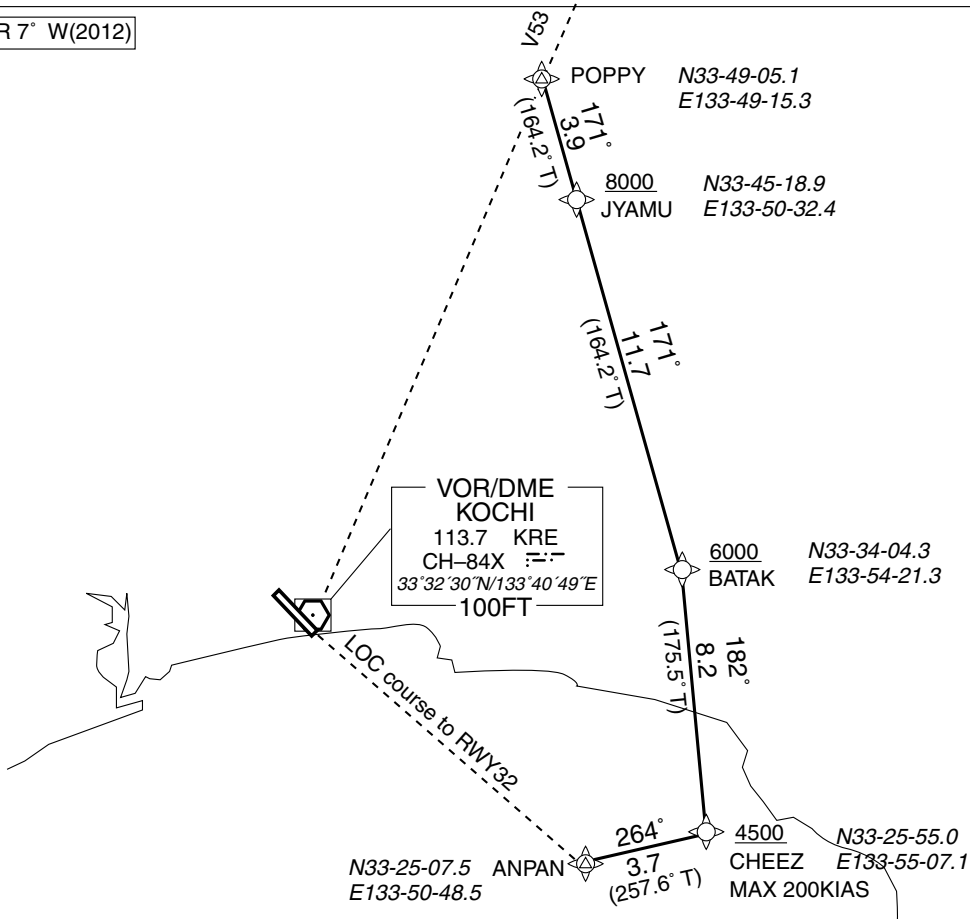 R 7° W(2012)
V53
POPPY
N33-49-05.1
E133-49-15.3
171°
3.9
(164.2° T)
8000
JYAMU
N33-45-18.9
E133-50-32.4
171°
11.7
(164.2° T)
VOR/DME
KOCHI
113.7 KRE
CH–84X
33°32´30˝N/133°40´49˝E
100FT
6000
BATAK
N33-34-04.3
E133-54-21.3
182°
8.2
(175.5° T)
LOC course to RWY32
264°
3.7
(257.6° T)
4500
CHEEZ
MAX 200KIAS
N33-25-55.0
E133-55-07.1
ANPAN
N33-25-07.5
E133-50-48.5